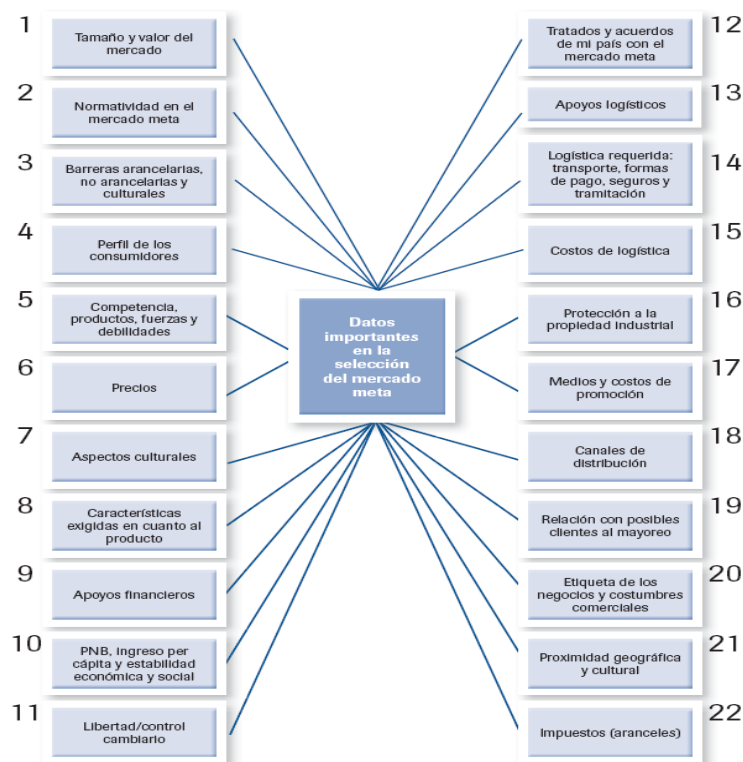 1
Tamaño y valor del
mercado
2
Normatividad en el
mercado meta
3
Barreras arancelarias,
no arancelarias y
culturales
4
Perfil de los
consumidores
5
Competencia,
productos, fuerzas y
debilidades
6
Precios
7
Aspectos culturales
8
Características
exigidas en cuanto al
producto
9
Apoyos financieros
10
PNB, ingreso per
cápita y estabilidad
económica y social
11
Libertad/control
cambiario
Datos
importantes
en la
selección
del mercado
meta
12
Tratados y acuerdos
de mi país con el
mercado meta
13
Apoyos logísticos
14
Logística requerida:
transporte, formas
de pago, seguros y
tramitación
15
Costos de logística
16
Protección a la
propiedad industrial
17
Medios y costos de
promoción
18
Canales de
distribución
19
Relación con posibles
clientes al mayoreo
20
Etiqueta de los
negocios y costumbres
comerciales
21
Proximidad geográfica
y cultural
22
Impuestos (aranceles)